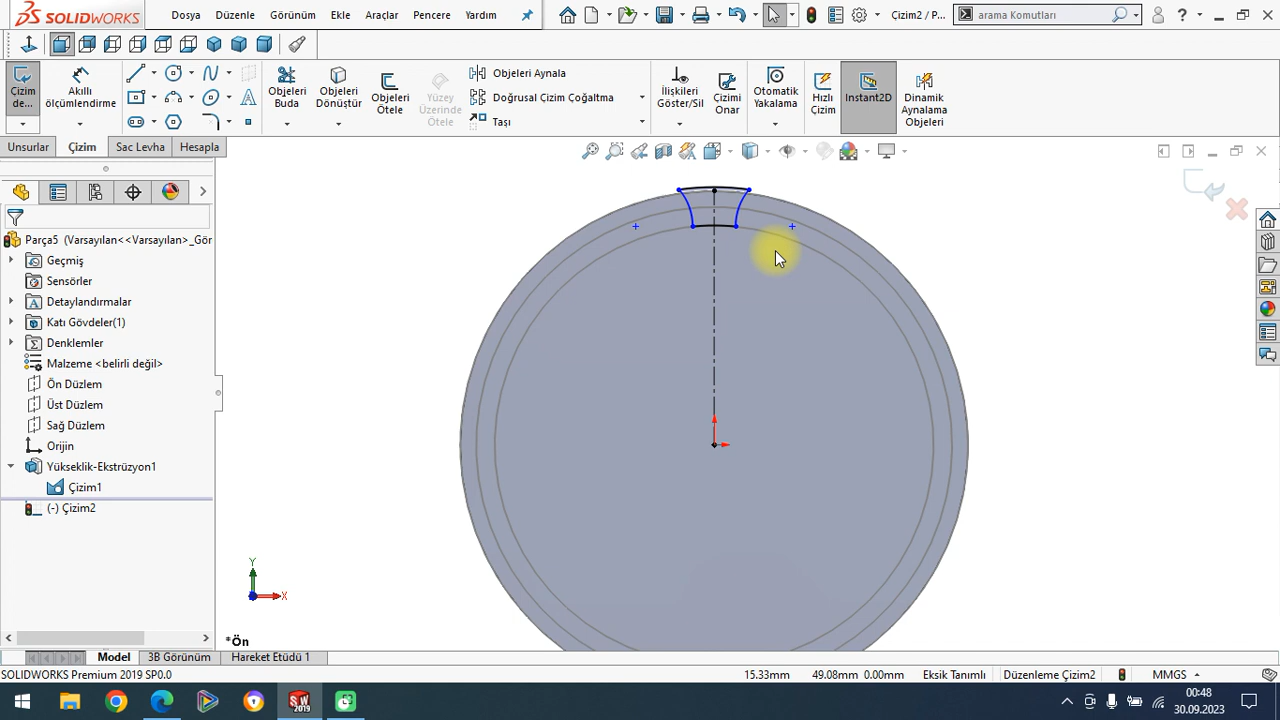 SOLIDWORKS
Dosya
Düzenle
Görünüm
Ekle
Araçlar
Pencere
Yardım
Çizim2 / P...
arama Komutları
?
Çizim
de...
Akıllı
ölçümlendirme
Objeleri
Buda
Objeleri
Dönüştür
Objeleri
Ötele
Yüzey
Üzerinde
Ötele
Objeleri Aynala
Doğrusal Çizim Çoğaltma
Taşı
İlişkileri
Göster/Sil
Çizimi
Onar
Otomatik
Yakalama
Hızlı
Çizim
Instant2D
Dinamik
Aynalama
Objeleri
Unsurlar
Çizim
Sac Levha
Hesapla
Parça5 (Varsayılan<<Varsayılan>_Gör
Geçmiş
Sensörler
Detaylandırmalar
Katı Gövdeler(1)
Denklemler
Malzeme <belirli değil>
Ön Düzlem
Üst Düzlem
Sağ Düzlem
Orijin
Yükseklik-Ekstrüzyon1
Çizim1
(-) Çizim2
Y
X
*Ön
Model
3B Görünüm
Hareket Etüdü 1
SOLIDWORKS Premium 2019 SP0.0
15.33mm
49.08mm 0.00mm
Eksik Tanımlı
Düzenleme Çizim2
MMGS
SW
2019
00:48
30.09.2023